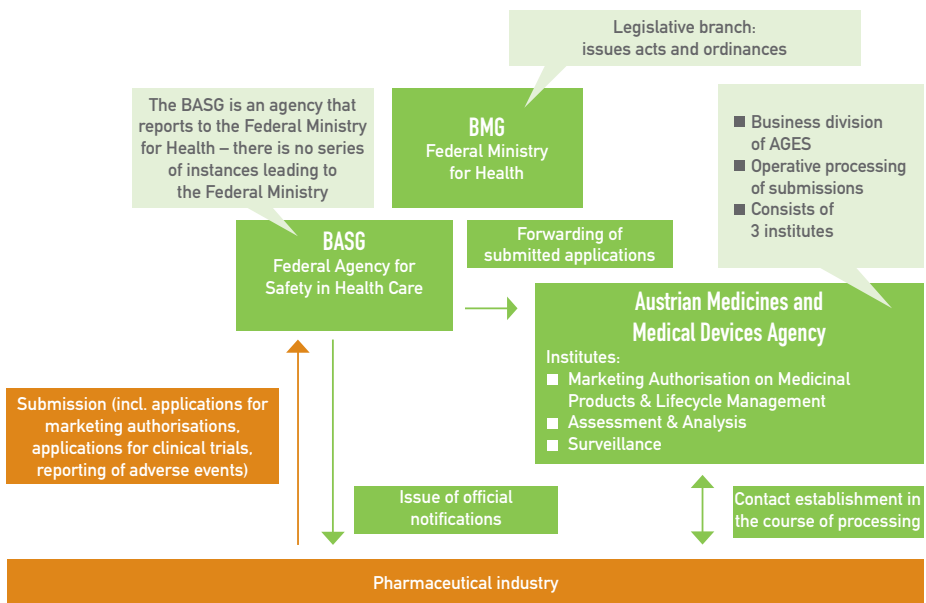 Legislative branch:
issues acts and ordinances
The BASG is an agency that
reports to the Federal Ministry
for Health – there is no series
of instances leading to
the Federal Ministry
BMG
Federal Ministry
for Health
■ Business division
of AGES
■ Operative processing
of submissions
■ Consists of
3 institutes
BASG
Federal Agency for
Safety in Health Care
Forwarding of
submitted applications
Austrian Medicines and
Medical Devices Agency
Institutes:
■ Marketing Authorisation on Medicinal
Products & Lifecycle Management
■ Assessment & Analysis
■ Surveillance
Submission (incl. applications for
marketing authorisations,
applications for clinical trials,
reporting of adverse events)
Issue of official
notifications
Contact establishment in
the course of processing
Pharmaceutical industry